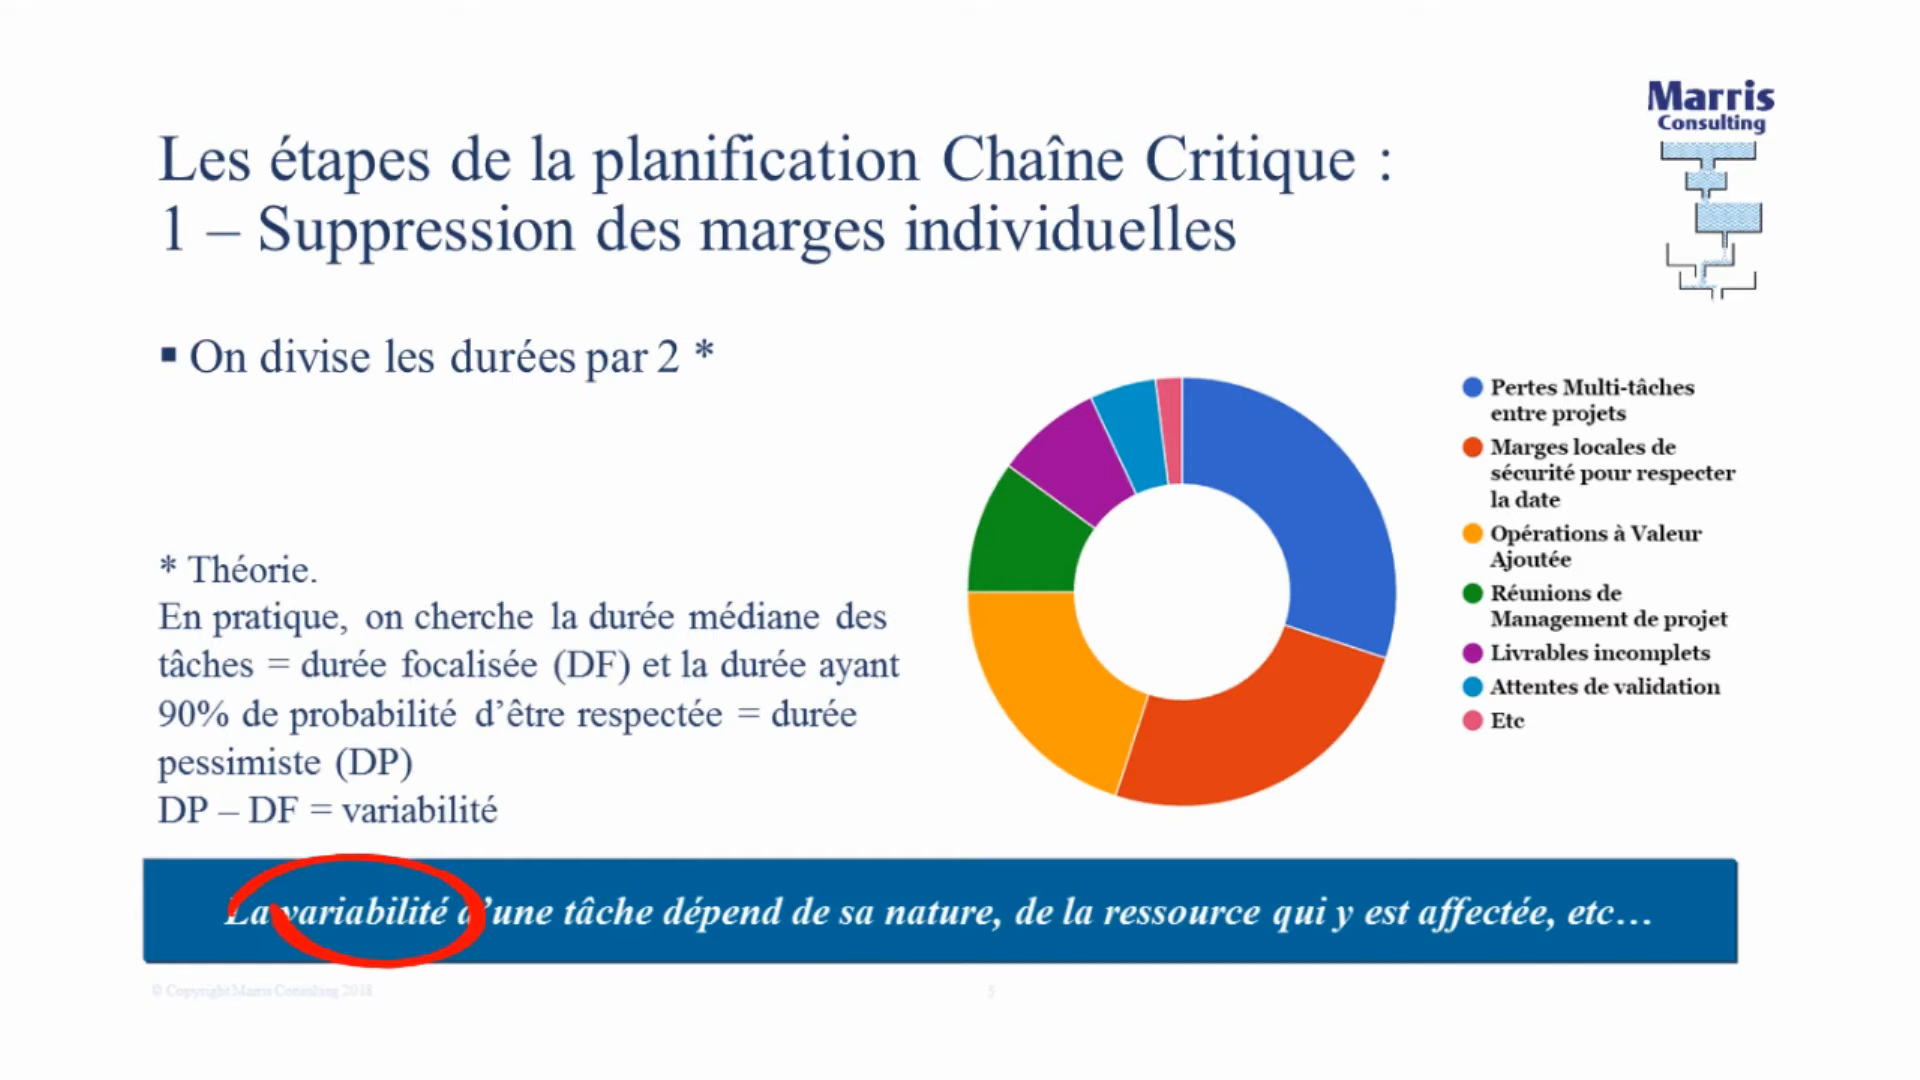 Marris
Consulting
Les étapes de la planification Chaîne Critique :
1 – Suppression des marges individuelles
▪ On divise les durées par 2 *
* Théorie.
En pratique, on cherche la durée médiane des
tâches = durée focalisée (DF) et la durée ayant
90% de probabilité d’être respectée = durée
pessimiste (DP)
DP – DF = variabilité
Pertes Multi-tâches
entre projets
Marges locales de
sécurité pour respecter
la date
Opérations à Valeur
Ajoutée
Réunions de
Management de projet
Livrables incomplets
Attentes de validation
Etc
La variabilité d’une tâche dépend de sa nature, de la ressource qui y est affectée, etc…
© Copyright Marris Consulting 2018
5